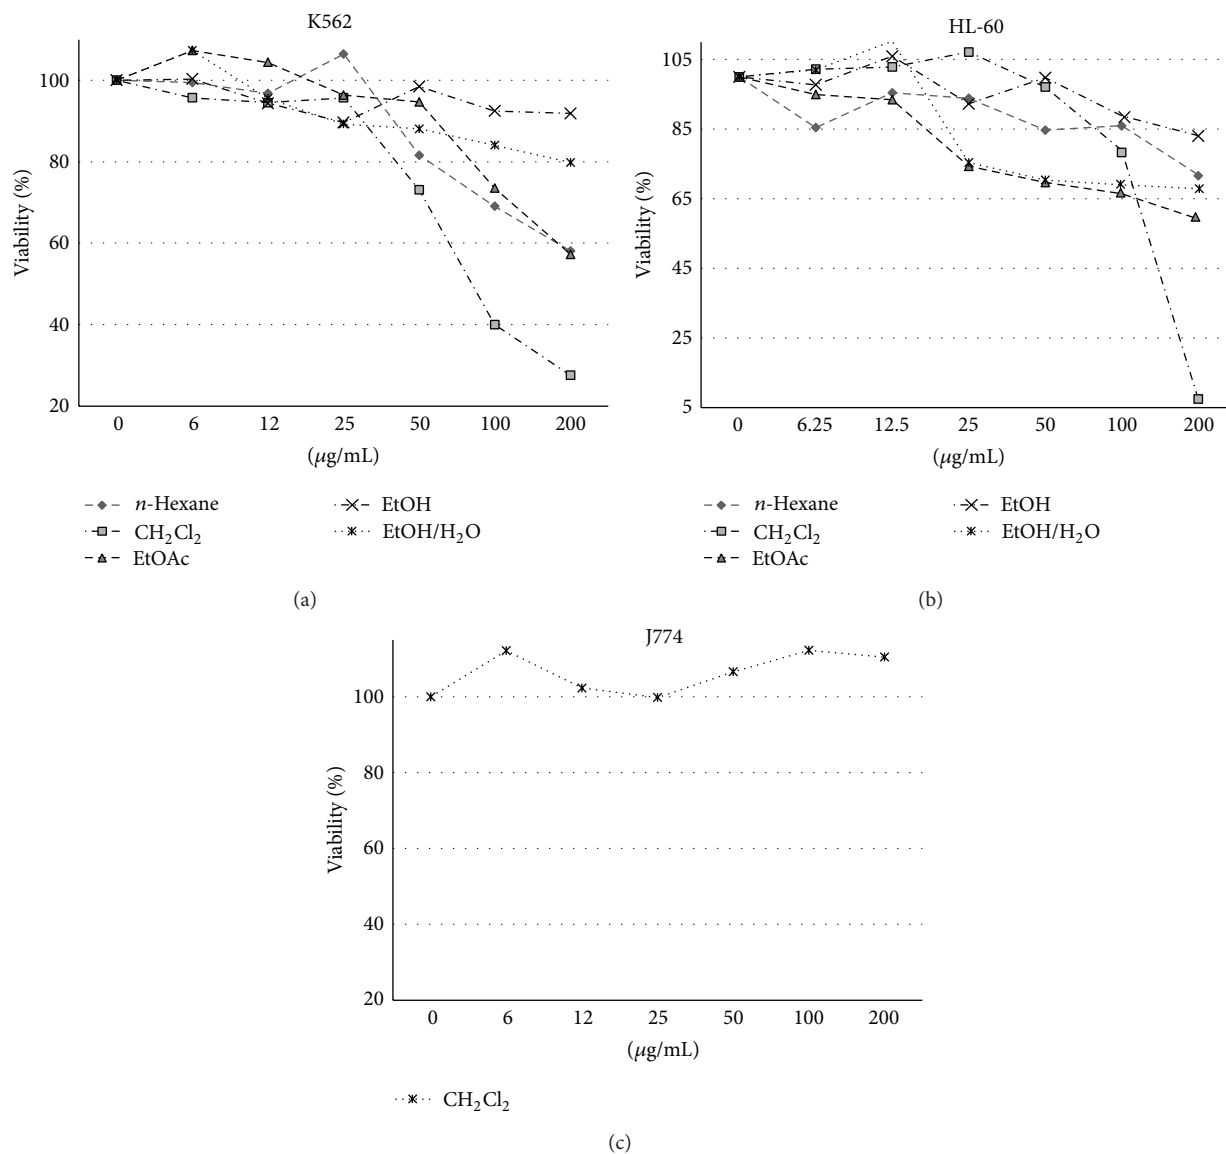 K562
100
80
60
40
20
Viability (%)
0 6 12 25 50 100 200
(μg/mL)
n-Hexane
CH₂Cl₂
EtOAc
EtOH
EtOH/H₂O
(a)
HL-60
105
85
65
45
25
5
Viability (%)
0 6.25 12.5 25 50 100 200
(μg/mL)
n-Hexane
CH₂Cl₂
EtOAc
EtOH
EtOH/H₂O
(b)
J774
100
80
60
40
20
Viability (%)
0 6 12 25 50 100 200
(μg/mL)
CH₂Cl₂
(c)